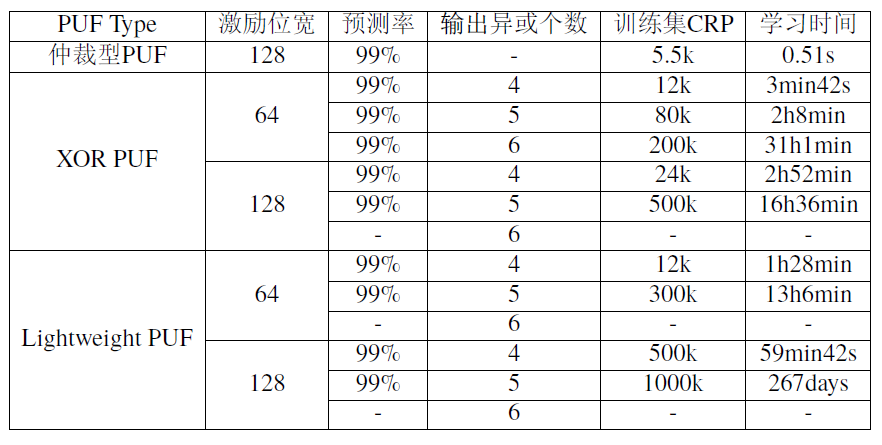 PUF Type 激励位宽 预测率 输出异或个数 训练集CRP 学习时间
仲裁型PUF 128 99% - 5.5k 0.51s
XOR PUF 64 99% 4 12k 3min42s
99% 5 80k 2h8min
99% 6 200k 31h1min
128 99% 4 24k 2h52min
99% 5 500k 16h36min
- 6 - -
Lightweight PUF 64 99% 4 12k 1h28min
99% 5 300k 13h6min
- 6 - -
128 99% 4 500k 59min42s
99% 5 1000k 267days
- 6 - -